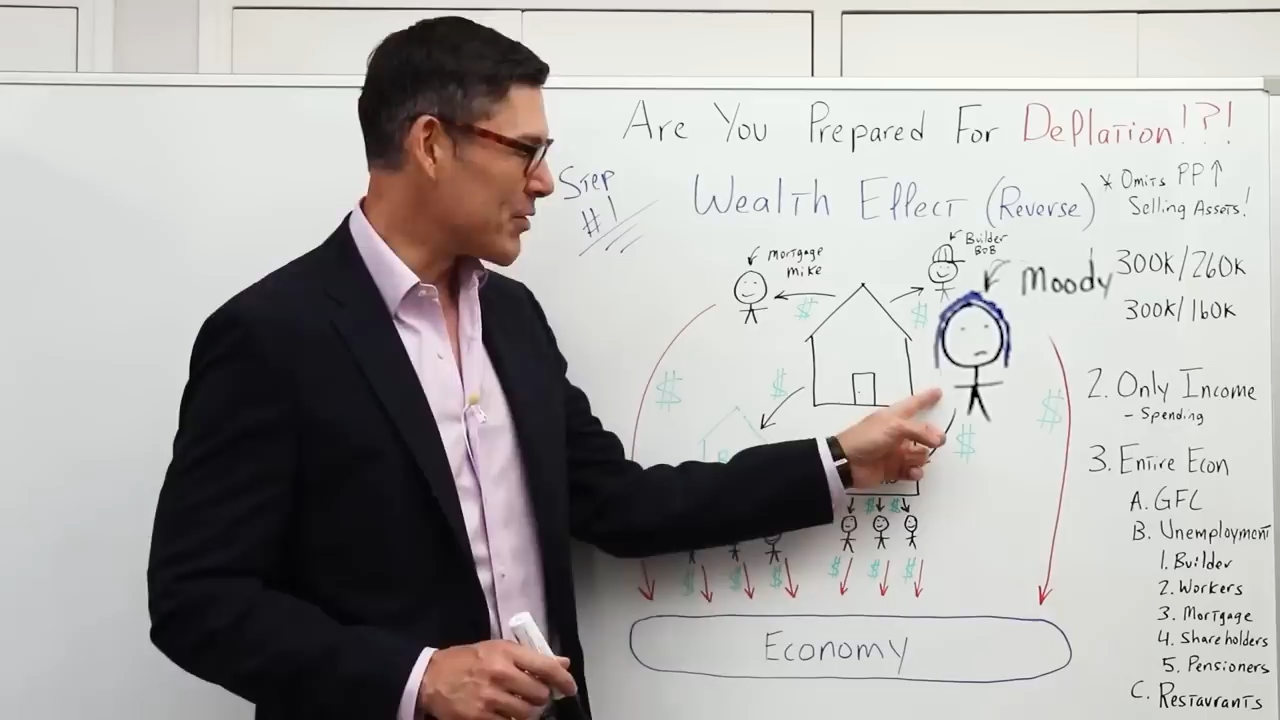 Are You Prepared For Deflation!?!
Step
#1
Wealth Effect (Reverse)
* Omits PP↑
Selling Assets!
Mortgage
Mike
Builder
BOB
Moody
300k/260k
300k/160k
$
$
$
$
$
$
2. Only Income
- Spending
3. Entire Econ
A. GFC
B. Unemployment
1. Builder
2. Workers
3. Mortgage
4. Shareholders
5. Pensioners
C. Restaurants
$ $
$ $ $ $ $
Economy